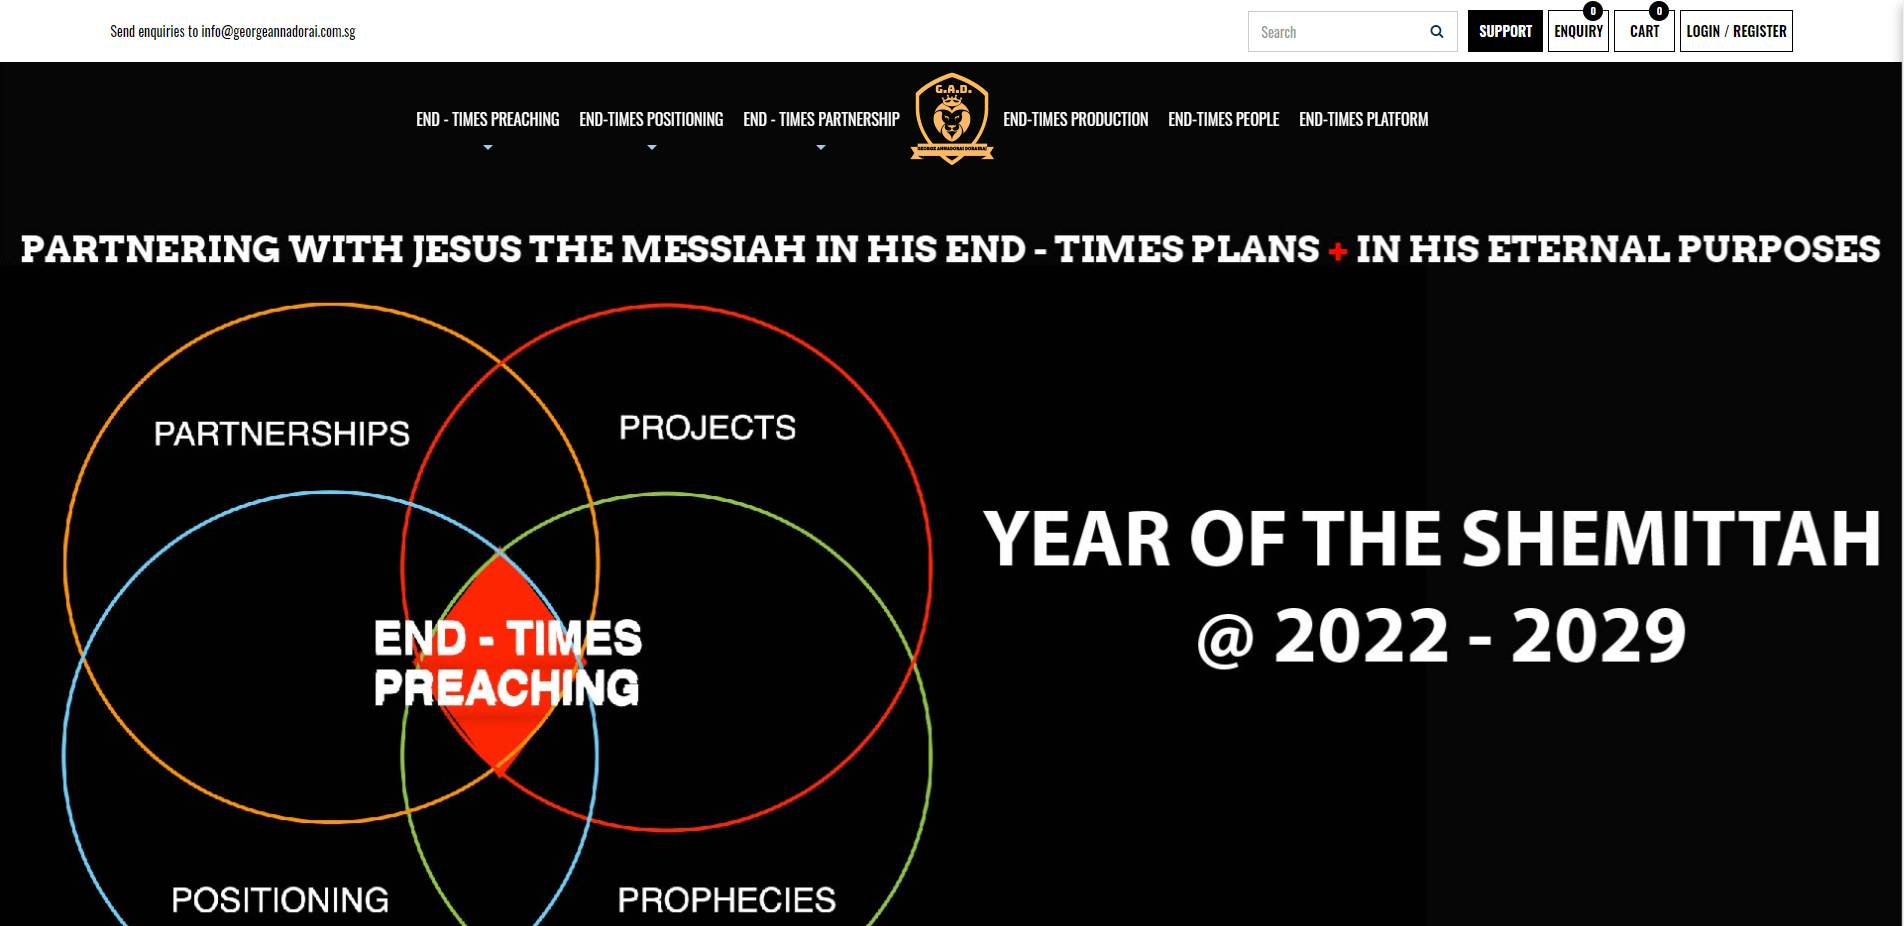 Send enquiries to info@georgeannadorai.com.sg
Search
SUPPORT
ENQUIRY
0
CART
0
LOGIN / REGISTER
END - TIMES PREACHING
END-TIMES POSITIONING
END - TIMES PARTNERSHIP
G.A.D.
GEORGE ANNADORAI DORAIRAJ
END-TIMES PRODUCTION
END-TIMES PEOPLE
END-TIMES PLATFORM
PARTNERING WITH JESUS THE MESSIAH IN HIS END - TIMES PLANS + IN HIS ETERNAL PURPOSES
PARTNERSHIPS
PROJECTS
END - TIMES
PREACHING
POSITIONING
PROPHECIES
YEAR OF THE SHEMITTAH
@ 2022 - 2029